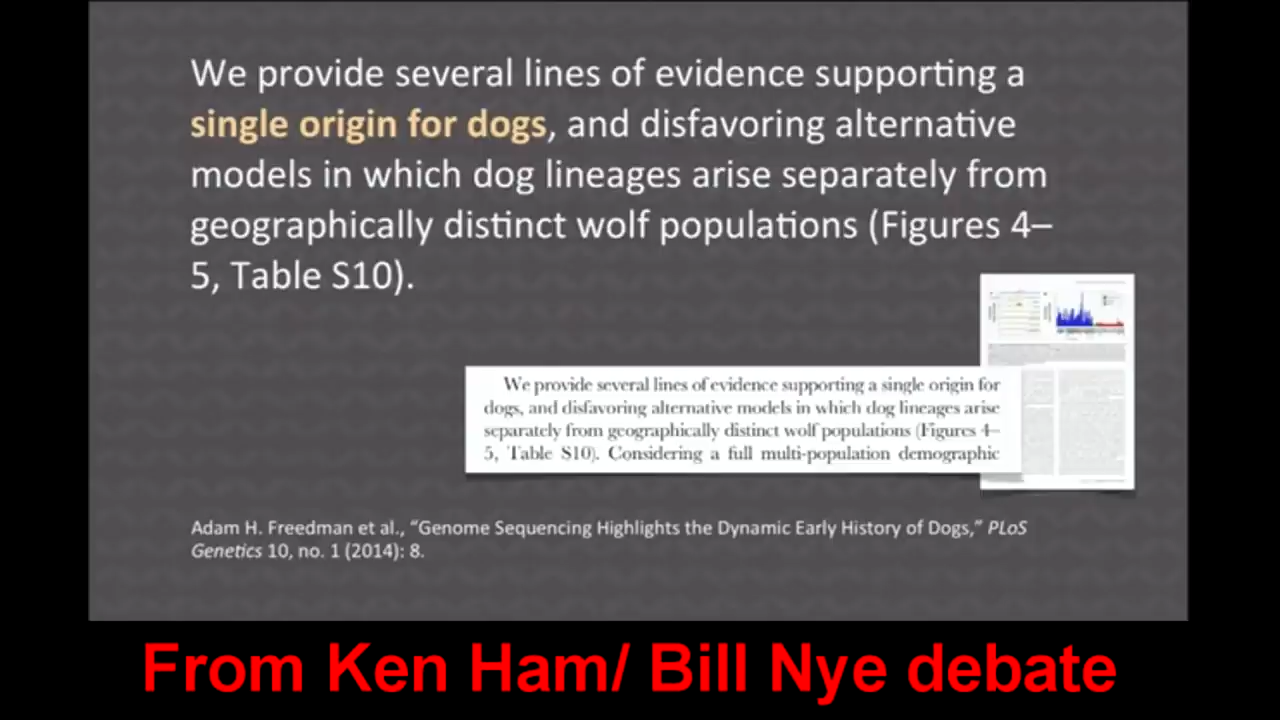 We provide several lines of evidence supporting a
single origin for dogs, and disfavoring alternative
models in which dog lineages arise separately from
geographically distinct wolf populations (Figures 4–
5, Table S10).
We provide several lines of evidence supporting a single origin for
dogs, and disfavoring alternative models in which dog lineages arise
separately from geographically distinct wolf populations (Figures 4–
5, Table S10). Considering a full multi-population demographic
Adam H. Freedman et al., “Genome Sequencing Highlights the Dynamic Early History of Dogs,” PLoS
Genetics 10, no. 1 (2014): 8.
From Ken Ham/ Bill Nye debate